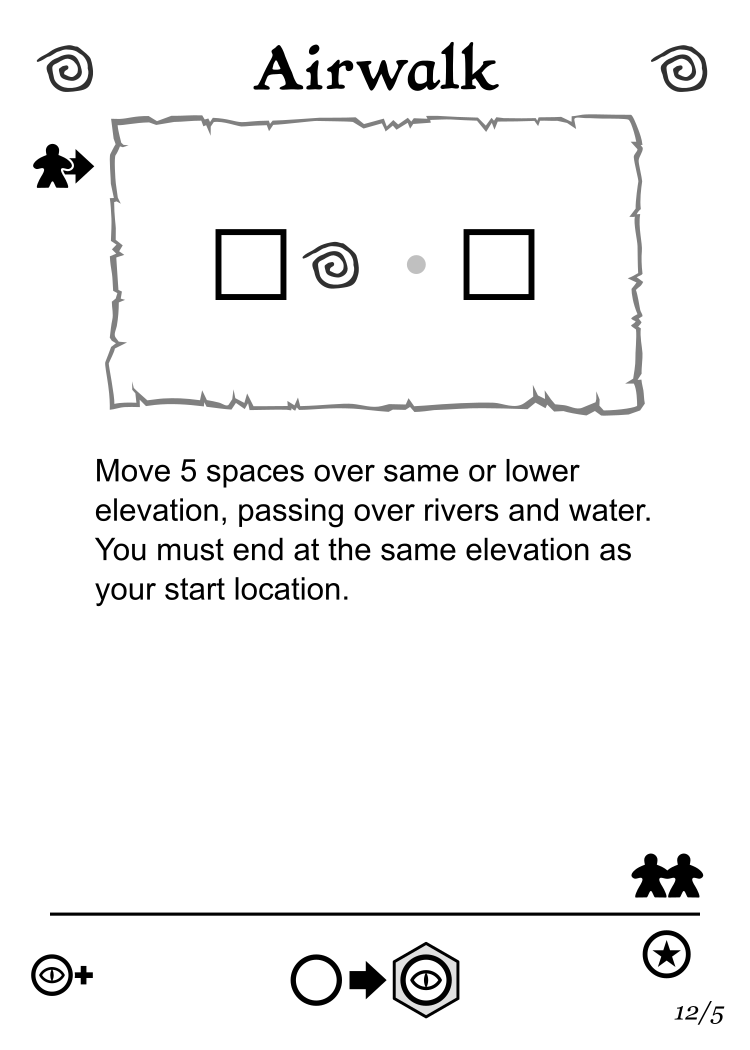 Airwalk
Move 5 spaces over same or lower
elevation, passing over rivers and water.
You must end at the same elevation as
your start location.
12/5